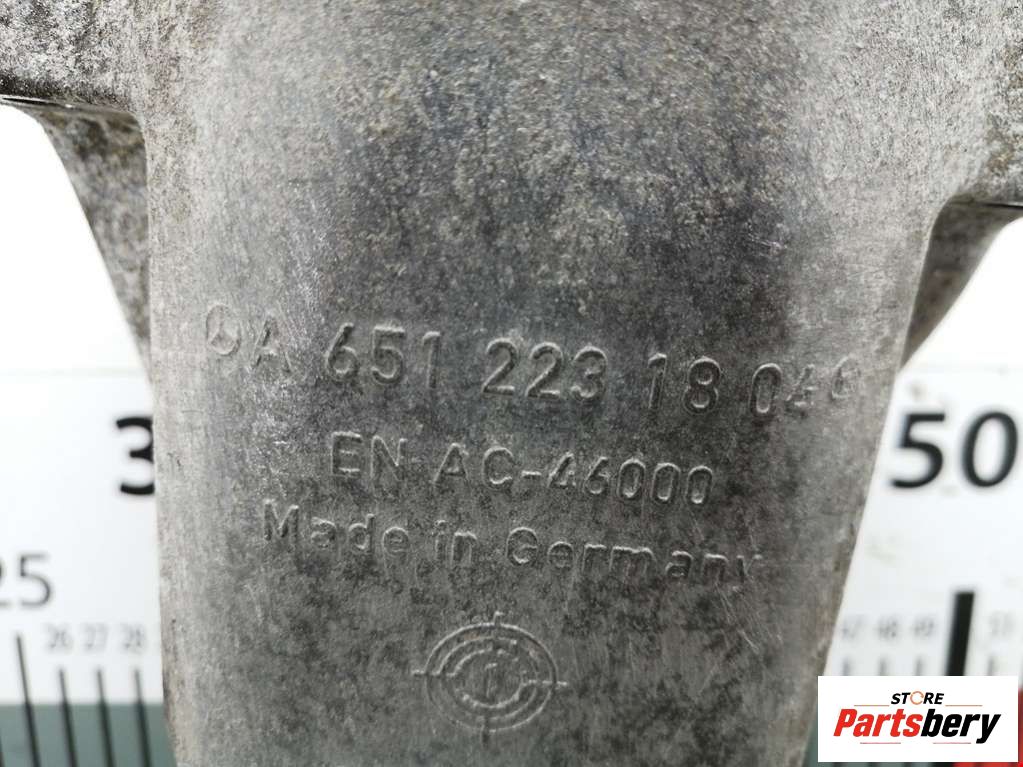 A 651 223 18 04
EN AC-46000
Made in Germany
3
50
25
26 27 28
47 48 49 51
STORE
Partsbery